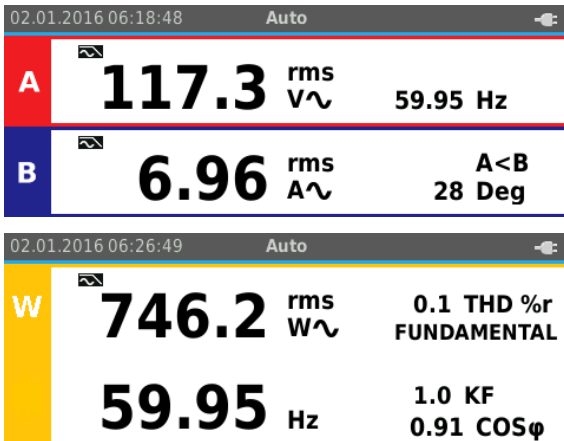 02.01.2016 06:18:48 Auto
A 117.3 rms V∿ 59.95 Hz
B 6.96 rms A∿ A<B 28 Deg
02.01.2016 06:26:49 Auto
W 746.2 rms W∿ 0.1 THD %r FUNDAMENTAL
59.95 Hz 1.0 KF 0.91 COSφ